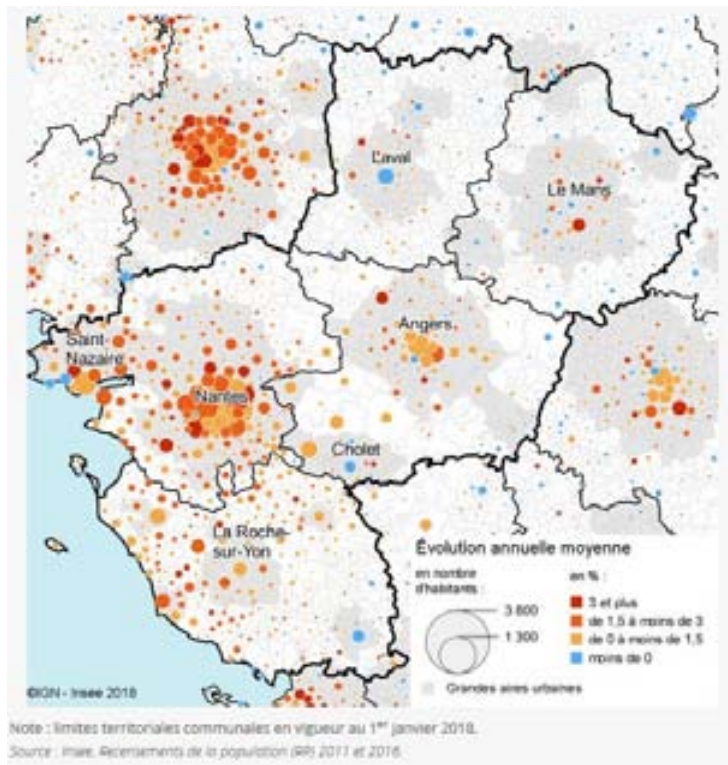 Laval
Le Mans
Angers
Saint-
Nazaire
Nantes
Cholet
La Roche-
sur-Yon
Évolution annuelle moyenne
en nombre
d'habitants :
3 800
1 300
en % :
3 et plus
de 1,5 à moins de 3
de 0 à moins de 1,5
moins de 0
Grandes aires urbaines
©IGN - Insee 2018
Note : limites territoriales communales en vigueur au 1er janvier 2018.
Source : Insee, Recensements de la population (RP) 2011 et 2016.